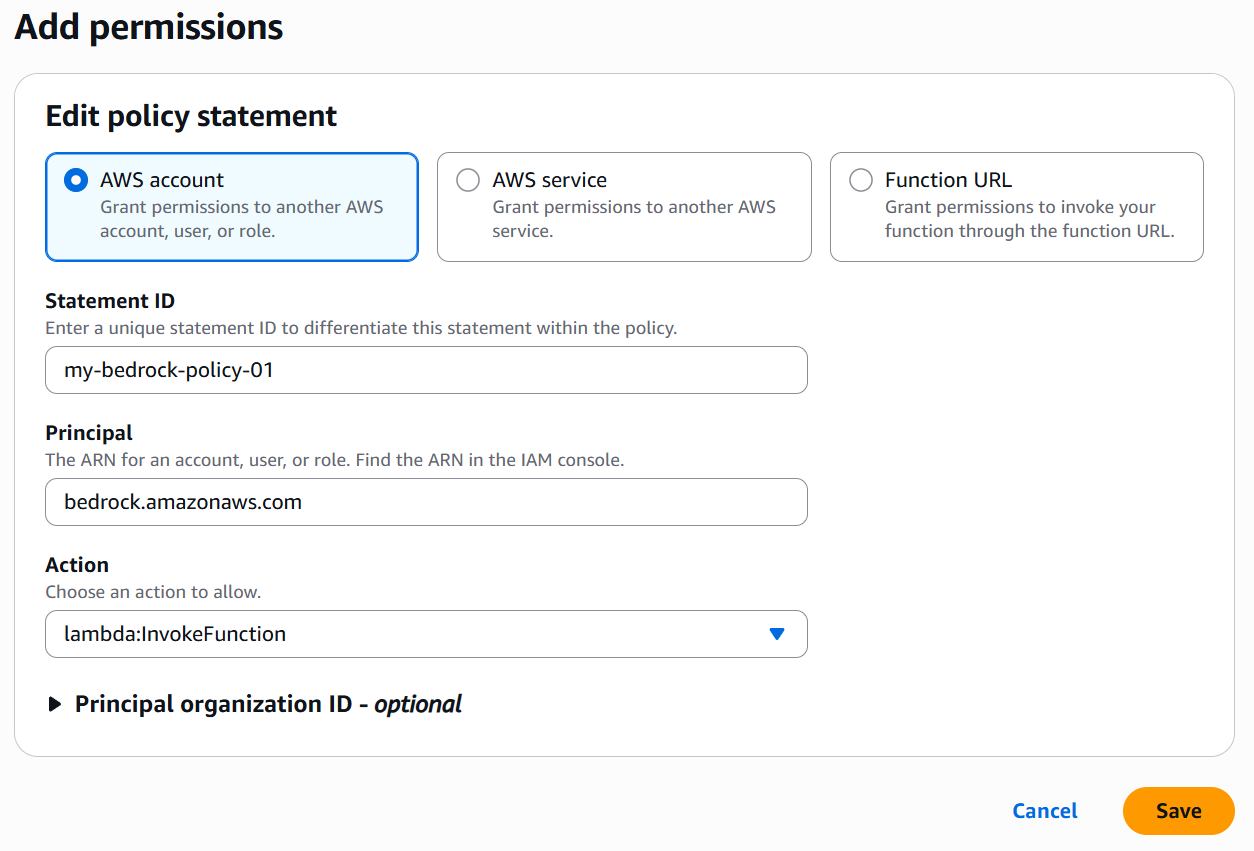 Add permissions
Edit policy statement
AWS account
Grant permissions to another AWS
account, user, or role.
AWS service
Grant permissions to another AWS
service.
Function URL
Grant permissions to invoke your
function through the function URL.
Statement ID
Enter a unique statement ID to differentiate this statement within the policy.
my-bedrock-policy-01
Principal
The ARN for an account, user, or role. Find the ARN in the IAM console.
bedrock.amazonaws.com
Action
Choose an action to allow.
lambda:InvokeFunction
Principal organization ID - optional
Cancel
Save